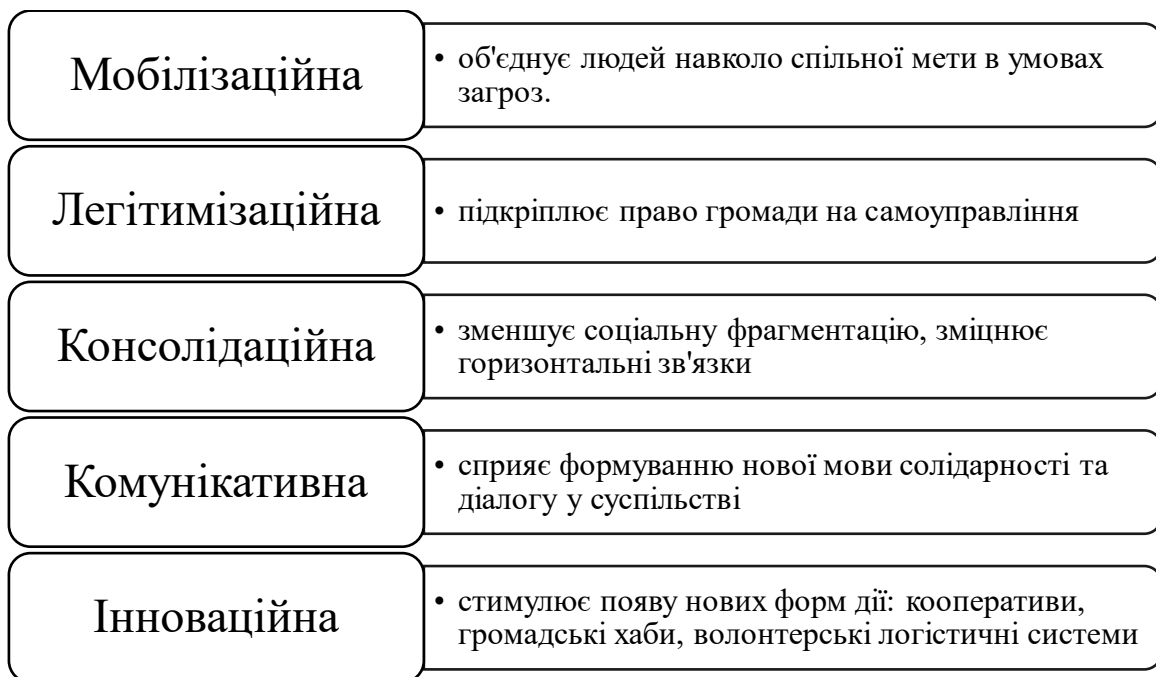 Мобілізаційна
• об'єднує людей навколо спільної мети в умовах
загроз.
Легітимізаційна
• підкріплює право громади на самоуправління
Консолідаційна
• зменшує соціальну фрагментацію, зміцнює
горизонтальні зв'язки
Комунікативна
• сприяє формуванню нової мови солідарності та
діалогу у суспільстві
Інноваційна
• стимулює появу нових форм дії: кооперативи,
громадські хаби, волонтерські логістичні системи